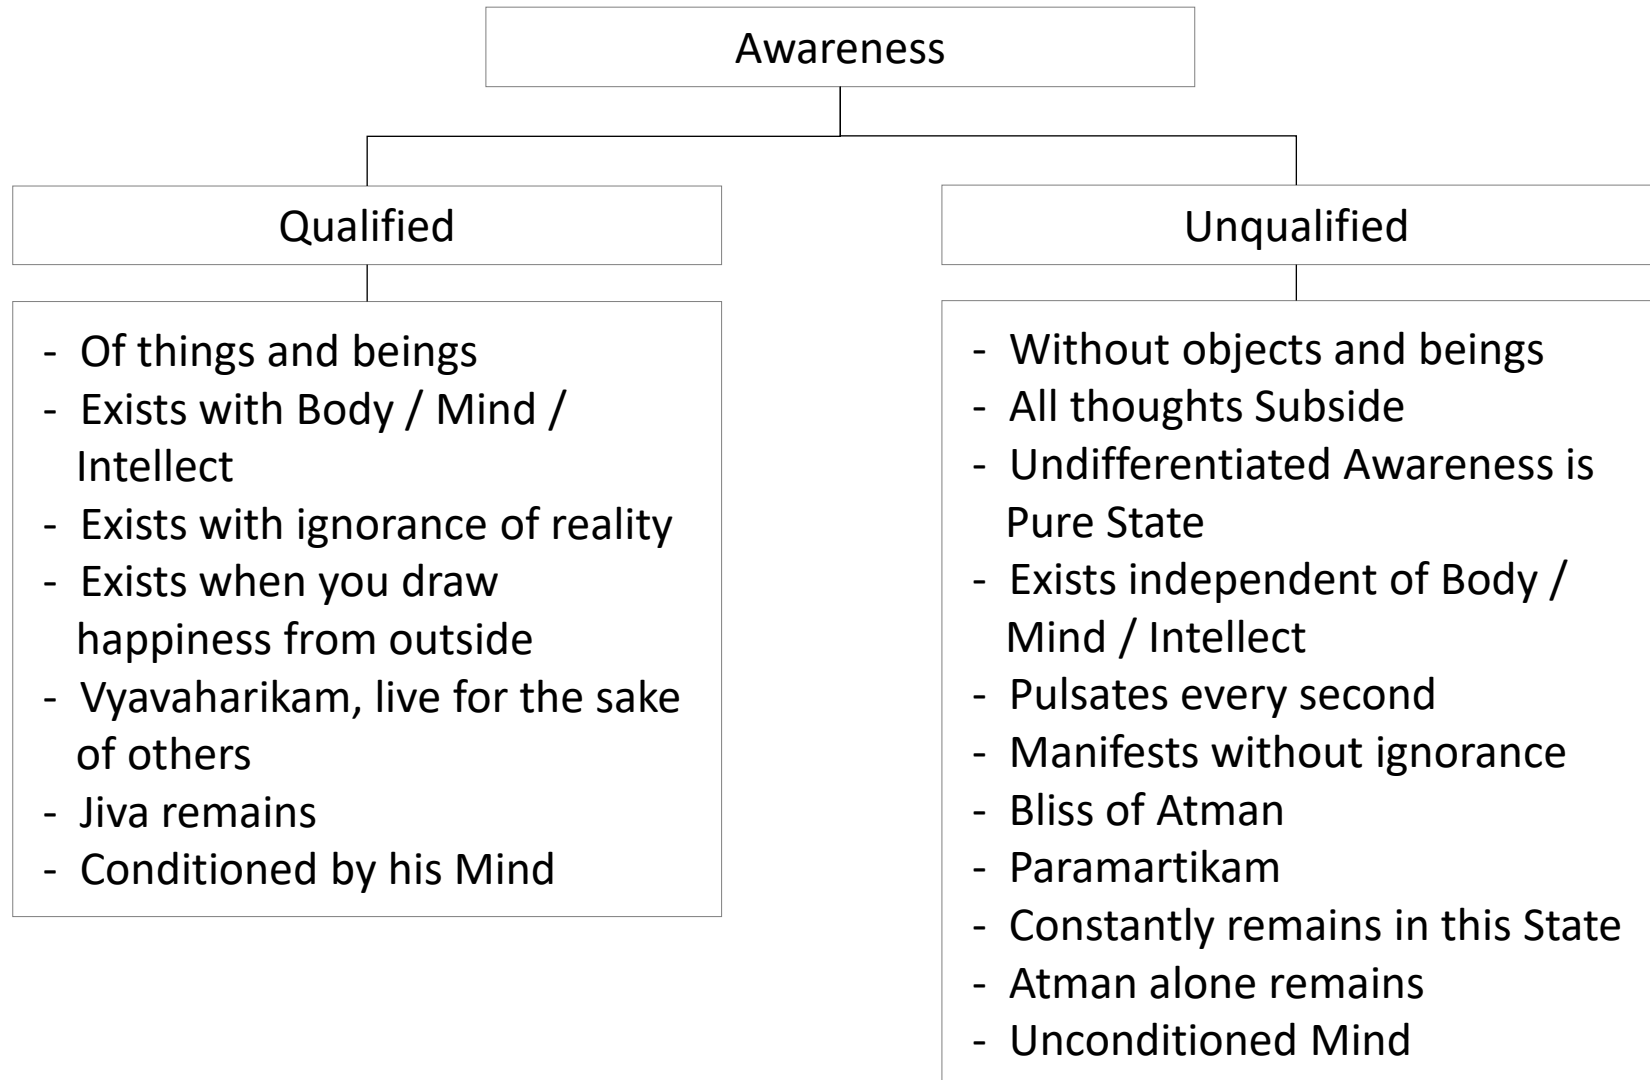 Awareness
Qualified
- Of things and beings
- Exists with Body / Mind /
Intellect
- Exists with ignorance of reality
- Exists when you draw
happiness from outside
- Vyavaharikam, live for the sake
of others
- Jiva remains
- Conditioned by his Mind
Unqualified
- Without objects and beings
- All thoughts Subside
- Undifferentiated Awareness is
Pure State
- Exists independent of Body /
Mind / Intellect
- Pulsates every second
- Manifests without ignorance
- Bliss of Atman
- Paramartikam
- Constantly remains in this State
- Atman alone remains
- Unconditioned Mind